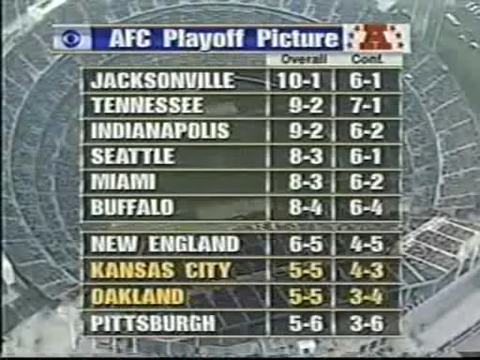 AFC Playoff Picture A
Overall Conf.
JACKSONVILLE 10-1 6-1
TENNESSEE 9-2 7-1
INDIANAPOLIS 9-2 6-2
SEATTLE 8-3 6-1
MIAMI 8-3 6-2
BUFFALO 8-4 6-4
NEW ENGLAND 6-5 4-5
KANSAS CITY 5-5 4-3
OAKLAND 5-5 3-4
PITTSBURGH 5-6 3-6